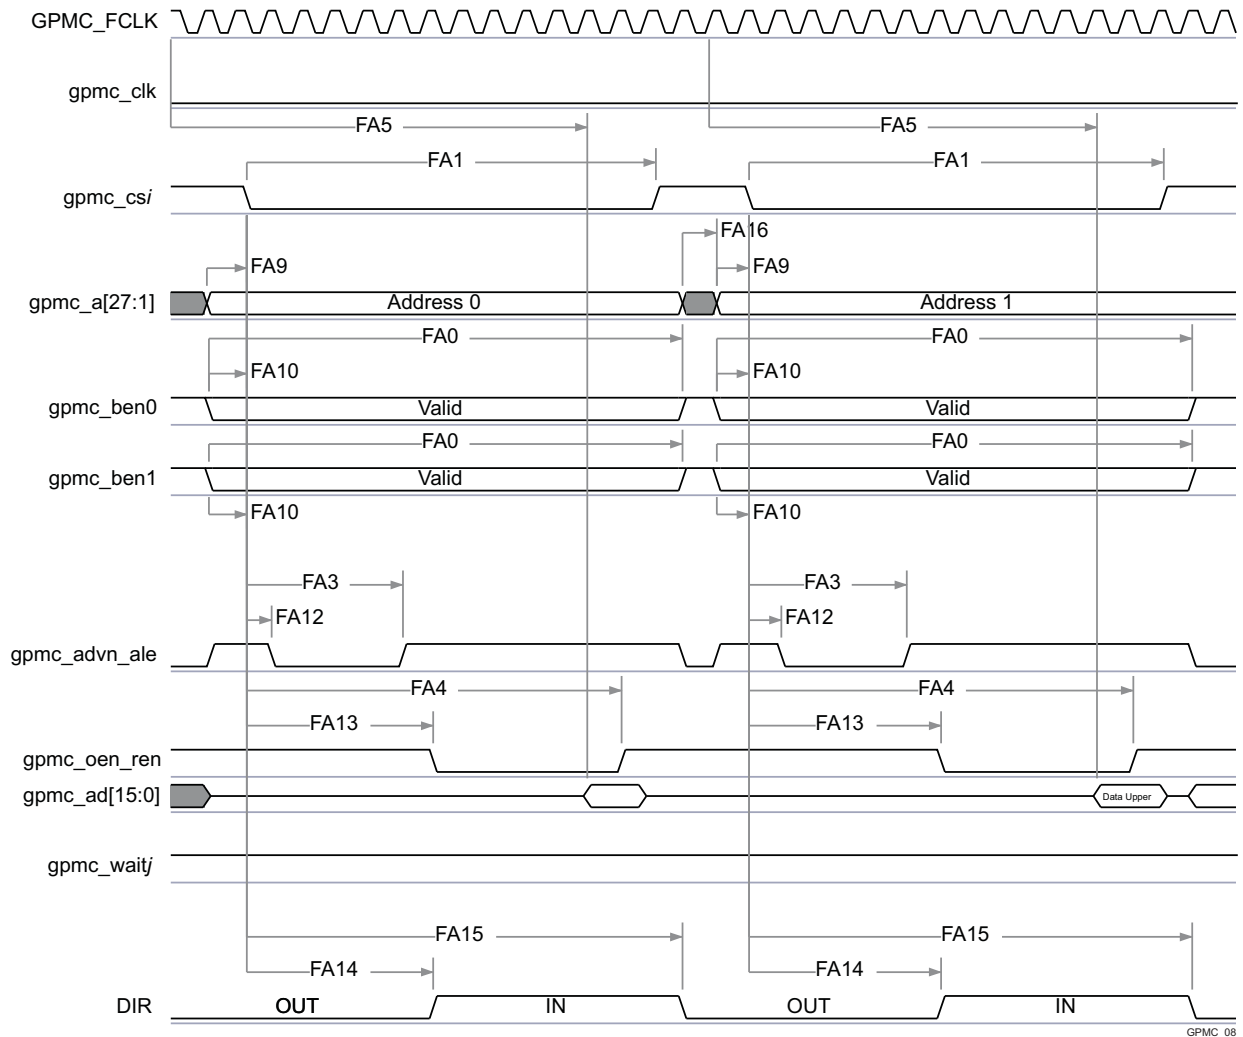 GPMC_FCLK
gpmc_clk
FA5 FA5
FA1 FA1
gpmc_csi
FA16
FA9 FA9
gpmc_a[27:1] Address 0 Address 1
FA0 FA0
FA10 FA10
gpmc_ben0 Valid Valid
FA0 FA0
gpmc_ben1 Valid Valid
FA10 FA10
FA3 FA3
FA12 FA12
gpmc_advn_ale
FA4 FA4
FA13 FA13
gpmc_oen_ren
gpmc_ad[15:0] Data Upper
gpmc_waitj
FA15 FA15
FA14 FA14
DIR OUT IN OUT IN
GPMC_08